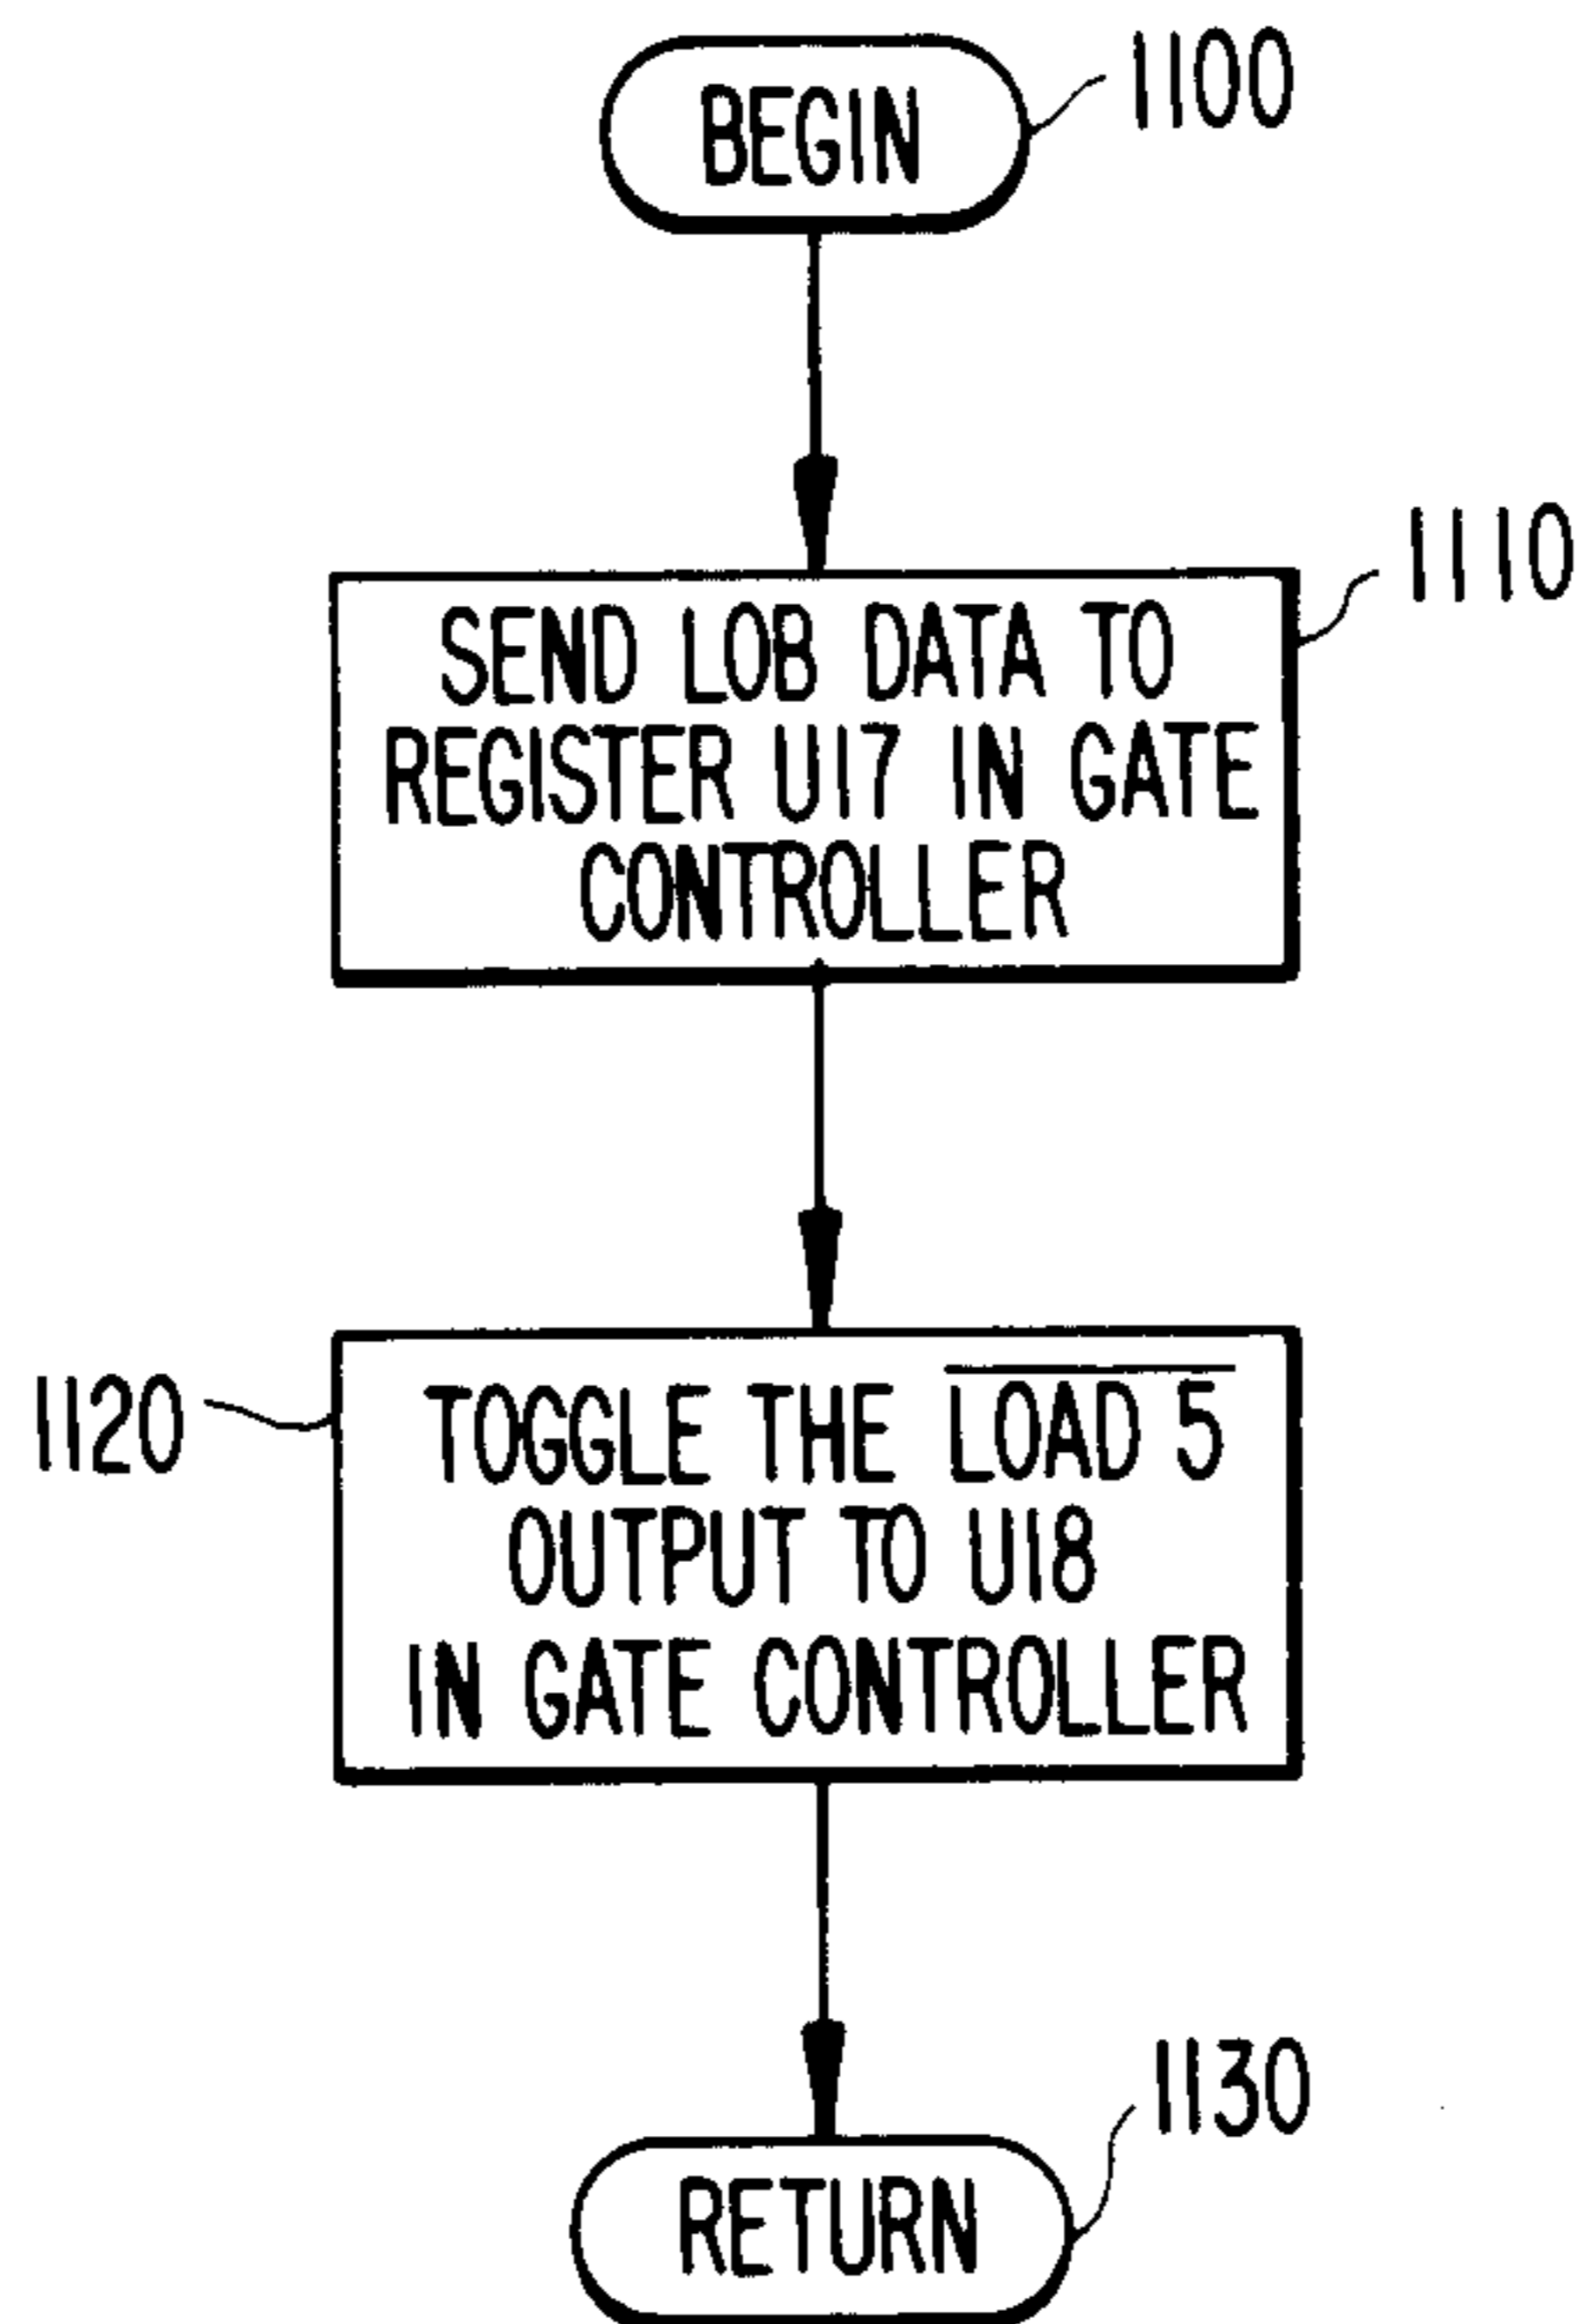 BEGIN
1100
SEND LOB DATA TO
REGISTER U17 IN GATE
CONTROLLER
1110
TOGGLE THE L̅O̅A̅D̅ ̅5̅
OUTPUT TO U18
IN GATE CONTROLLER
1120
RETURN
1130